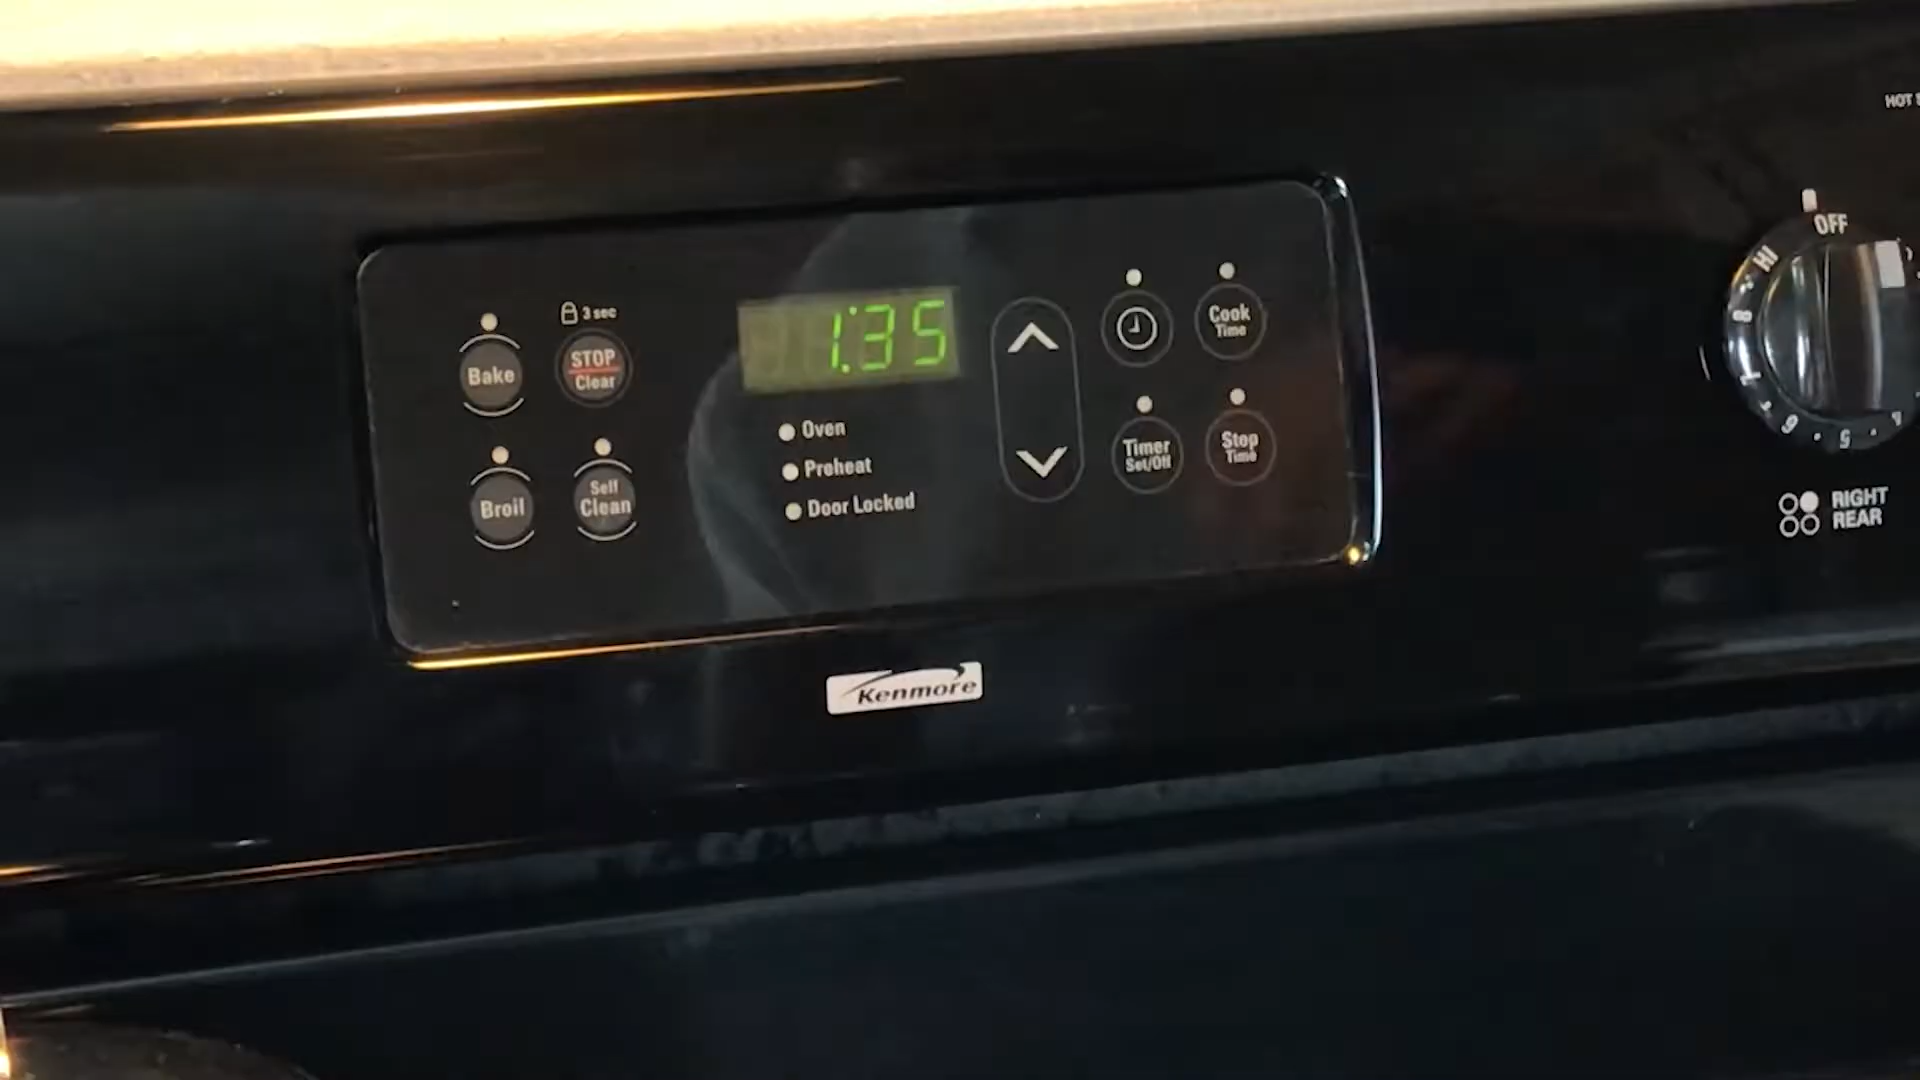 HOT
OFF
HI
3 sec
1:35
Bake
STOP
Clear
Cook
Time
Oven
Preheat
Door Locked
Timer
Set/Off
Stop
Time
Broil
Self
Clean
RIGHT
REAR
Kenmore